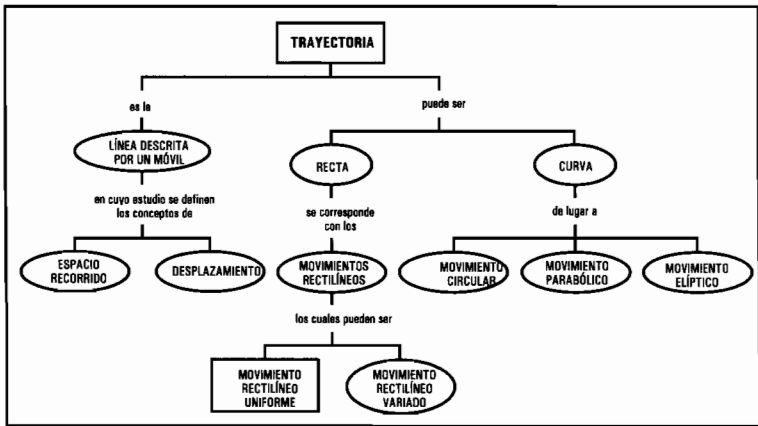 TRAYECTORIA
es la
puede ser
LÍNEA DESCRITA
POR UN MÓVIL
RECTA
CURVA
en cuyo estudio se definen
los conceptos de
se corresponde
con los
de lugar a
ESPACIO
RECORRIDO
DESPLAZAMIENTO
MOVIMIENTOS
RECTILÍNEOS
MOVIMIENTO
CIRCULAR
MOVIMIENTO
PARABÓLICO
MOVIMIENTO
ELÍPTICO
los cuales pueden ser
MOVIMIENTO
RECTILÍNEO
UNIFORME
MOVIMIENTO
RECTILÍNEO
VARIADO